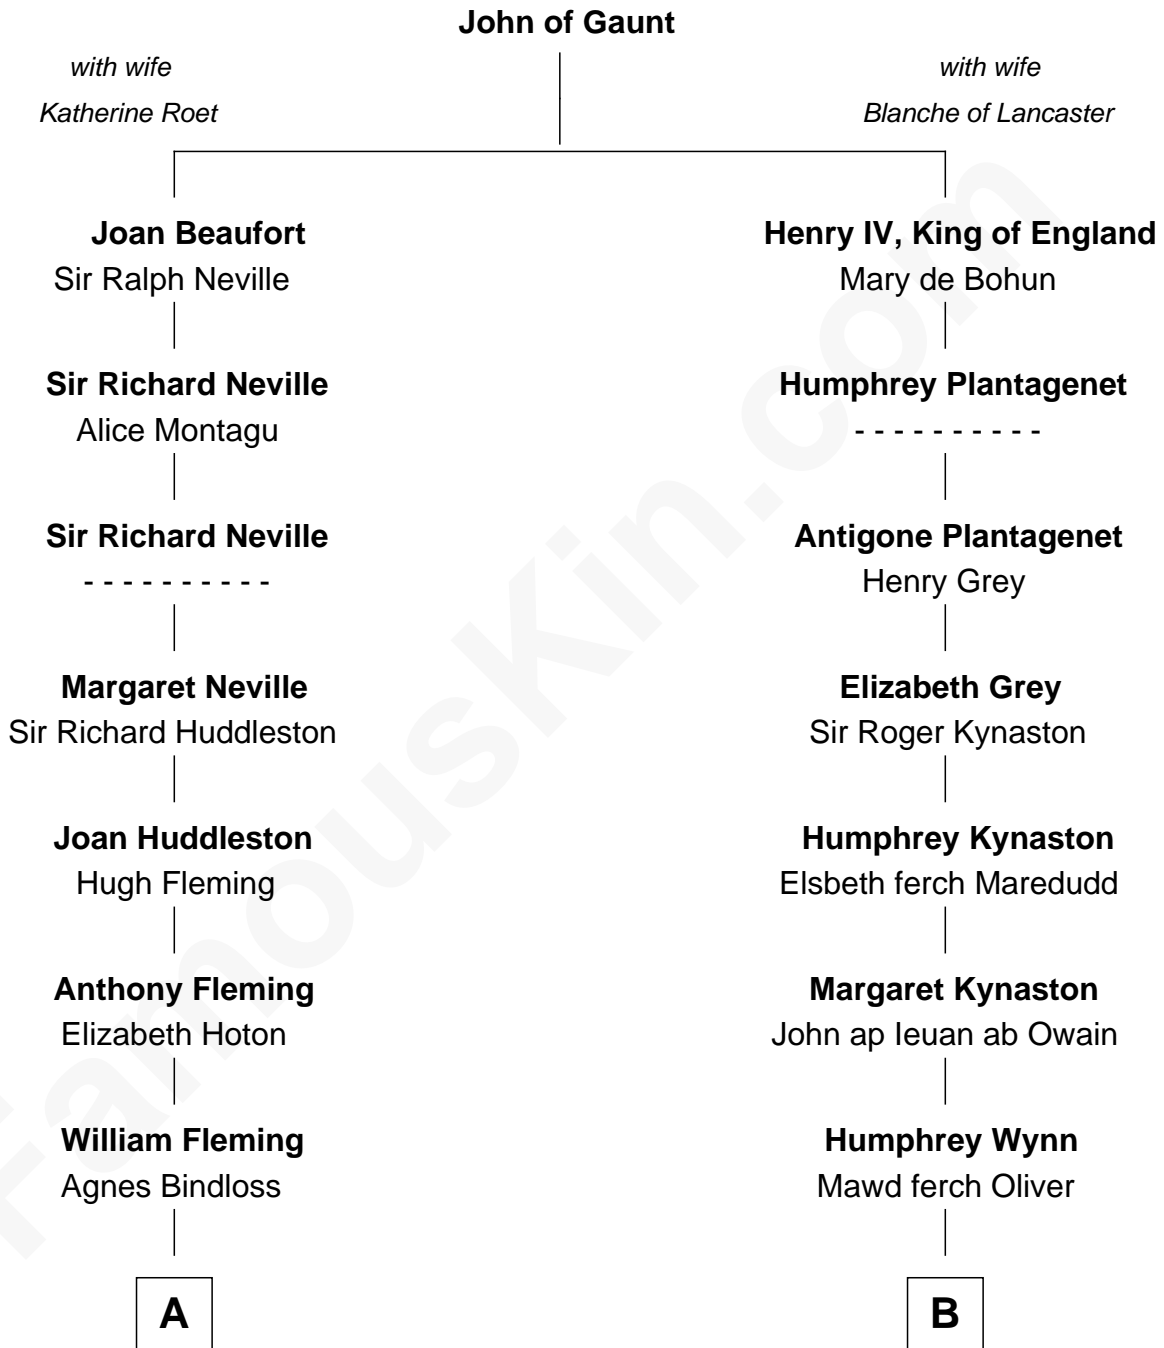 John of Gaunt
with wife
Katherine Roet
with wife
Blanche of Lancaster
Joan Beaufort
Sir Ralph Neville
Henry IV, King of England
Mary de Bohun
Sir Richard Neville
Alice Montagu
Humphrey Plantagenet
- - - - - - - - - -
Sir Richard Neville
- - - - - - - - - -
Antigone Plantagenet
Henry Grey
Margaret Neville
Sir Richard Huddleston
Elizabeth Grey
Sir Roger Kynaston
Joan Huddleston
Hugh Fleming
Humphrey Kynaston
Elsbeth ferch Maredudd
Anthony Fleming
Elizabeth Hoton
Margaret Kynaston
John ap Ieuan ab Owain
William Fleming
Agnes Bindloss
Humphrey Wynn
Mawd ferch Oliver
A
B
FamousKin.com